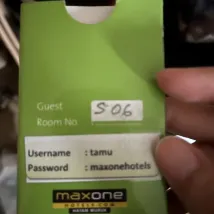 Guest
Room No.
506
Username : tamu
Password : maxonehotels
maxone
HOTELS.COM